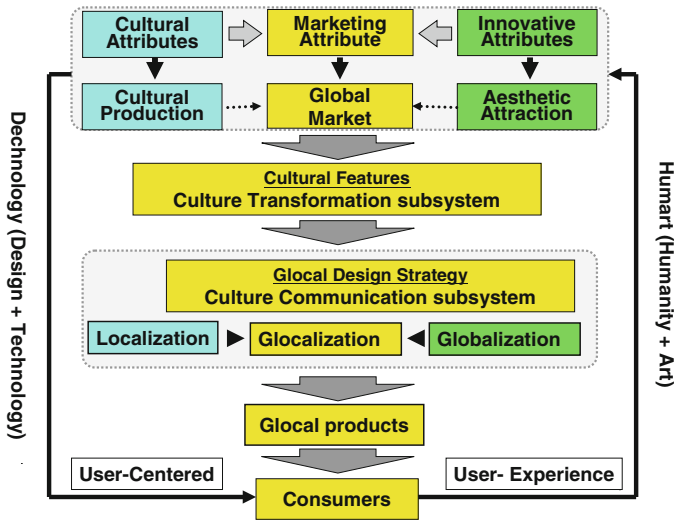 Cultural
Attributes
Marketing
Attribute
Innovative
Attributes
Cultural
Production
Global
Market
Aesthetic
Attraction
Cultural Features
Culture Transformation subsystem
Glocal Design Strategy
Culture Communication subsystem
Localization
Glocalization
Globalization
Glocal products
User-Centered
User- Experience
Consumers
Dechnology (Design + Technology)
Humart (Humanity + Art)